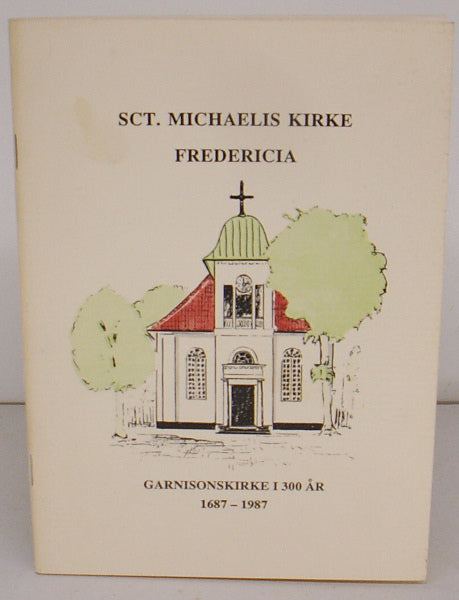 SCT. MICHAELIS KIRKE
FREDERICIA
GARNISONSKIRKE I 300 ÅR
1687 – 1987